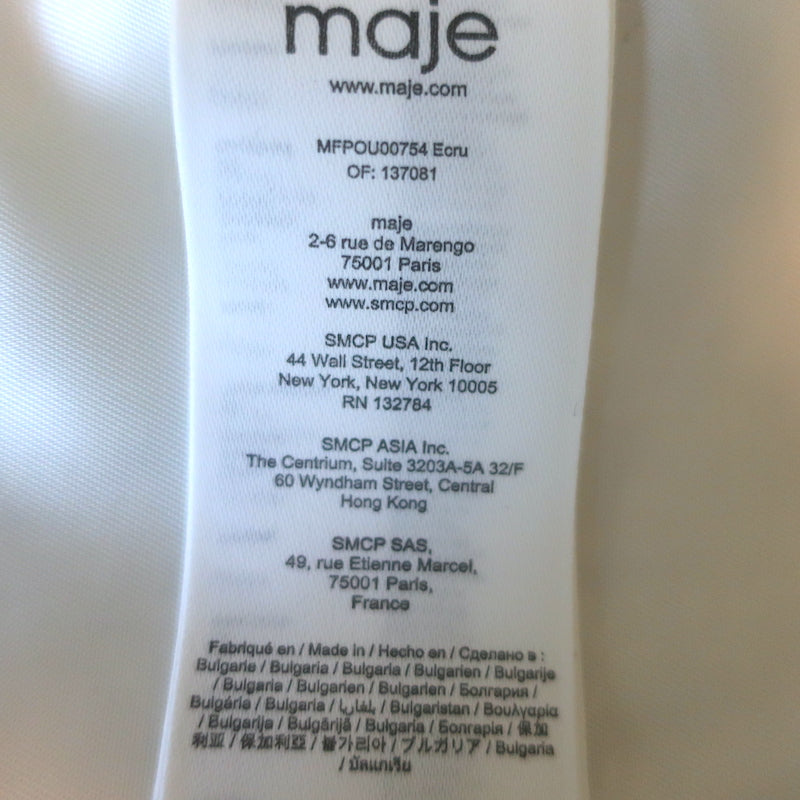 maje
www.maje.com
MFPOU00754 Ecru
OF: 137081
maje
2-6 rue de Marengo
75001 Paris
www.maje.com
www.smcp.com
SMCP USA Inc.
44 Wall Street, 12th Floor
New York, New York 10005
RN 132784
SMCP ASIA Inc.
The Centrium, Suite 3203A-5A 32/F
60 Wyndham Street, Central
Hong Kong
SMCP SAS,
49, rue Etienne Marcel,
75001 Paris,
France
Fabriqué en / Made in / Hecho en / Сделано в :
Bulgarie / Bulgaria / Bulgaria / Bulgarien / Bulgarije
/ Bulgaria / Bulgarien / Bulgarien / Болгария /
Bulgária / Bulgaria / بلغاريا / Bulgaristan / Βουλγαρία
/ Bulgarija / Bulgārijā / Bulgaria / Болгарія / 保加
利亚 / 保加利亞 / 불가리아 / ブルガリア / Bulgaria
/ บัลแกเรีย